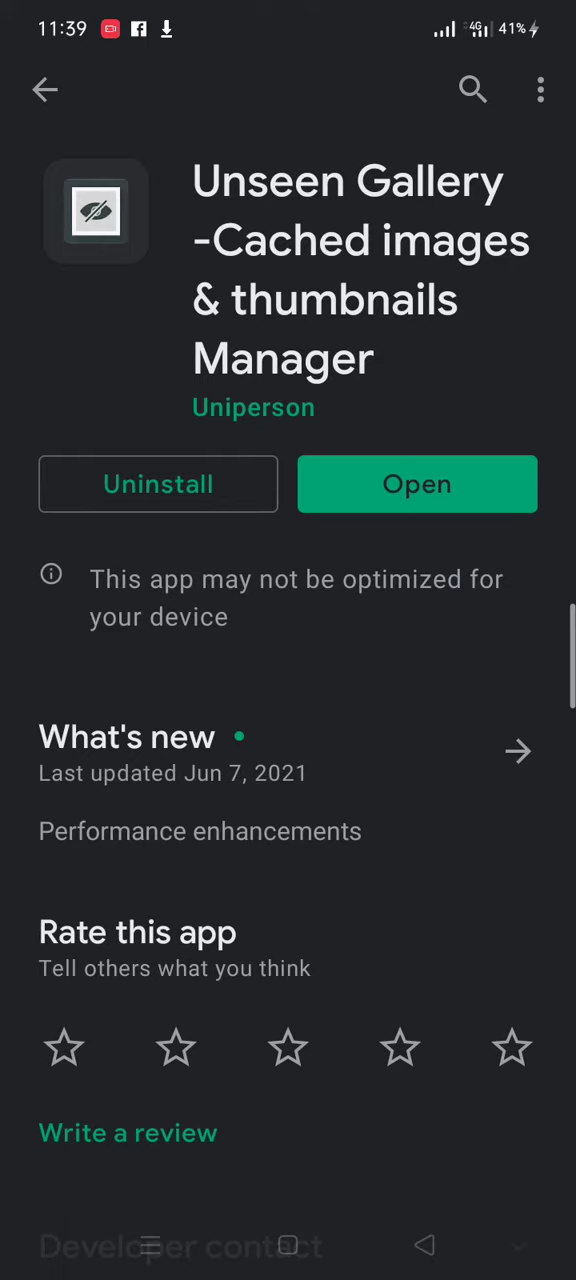 11:39 4G 41%
Unseen Gallery
-Cached images
& thumbnails
Manager
Uniperson
Uninstall Open
This app may not be optimized for
your device
What's new
Last updated Jun 7, 2021
Performance enhancements
Rate this app
Tell others what you think
Write a review
Developer contact